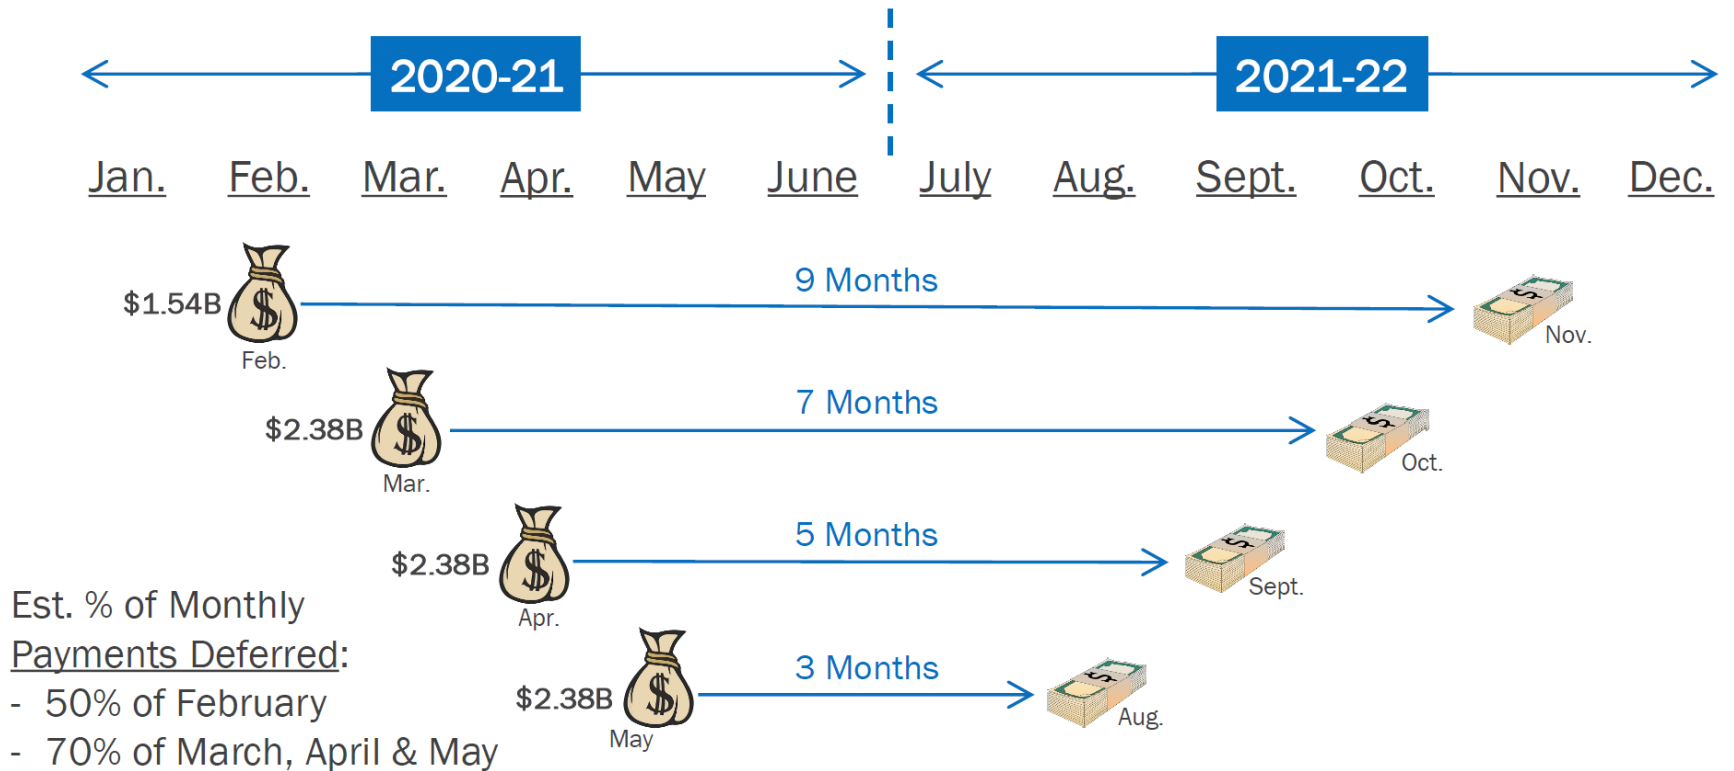 2020-21
2021-22
Jan. Feb. Mar. Apr. May June July Aug. Sept. Oct. Nov. Dec.
9 Months
$1.54B
$
$
Feb.
Nov.
7 Months
$2.38B
$
$
Mar.
Oct.
5 Months
$2.38B
$
$
Apr.
Sept.
3 Months
$2.38B
$
$
May
Aug.
Est. % of Monthly
Payments Deferred:
- 50% of February
- 70% of March, April & May